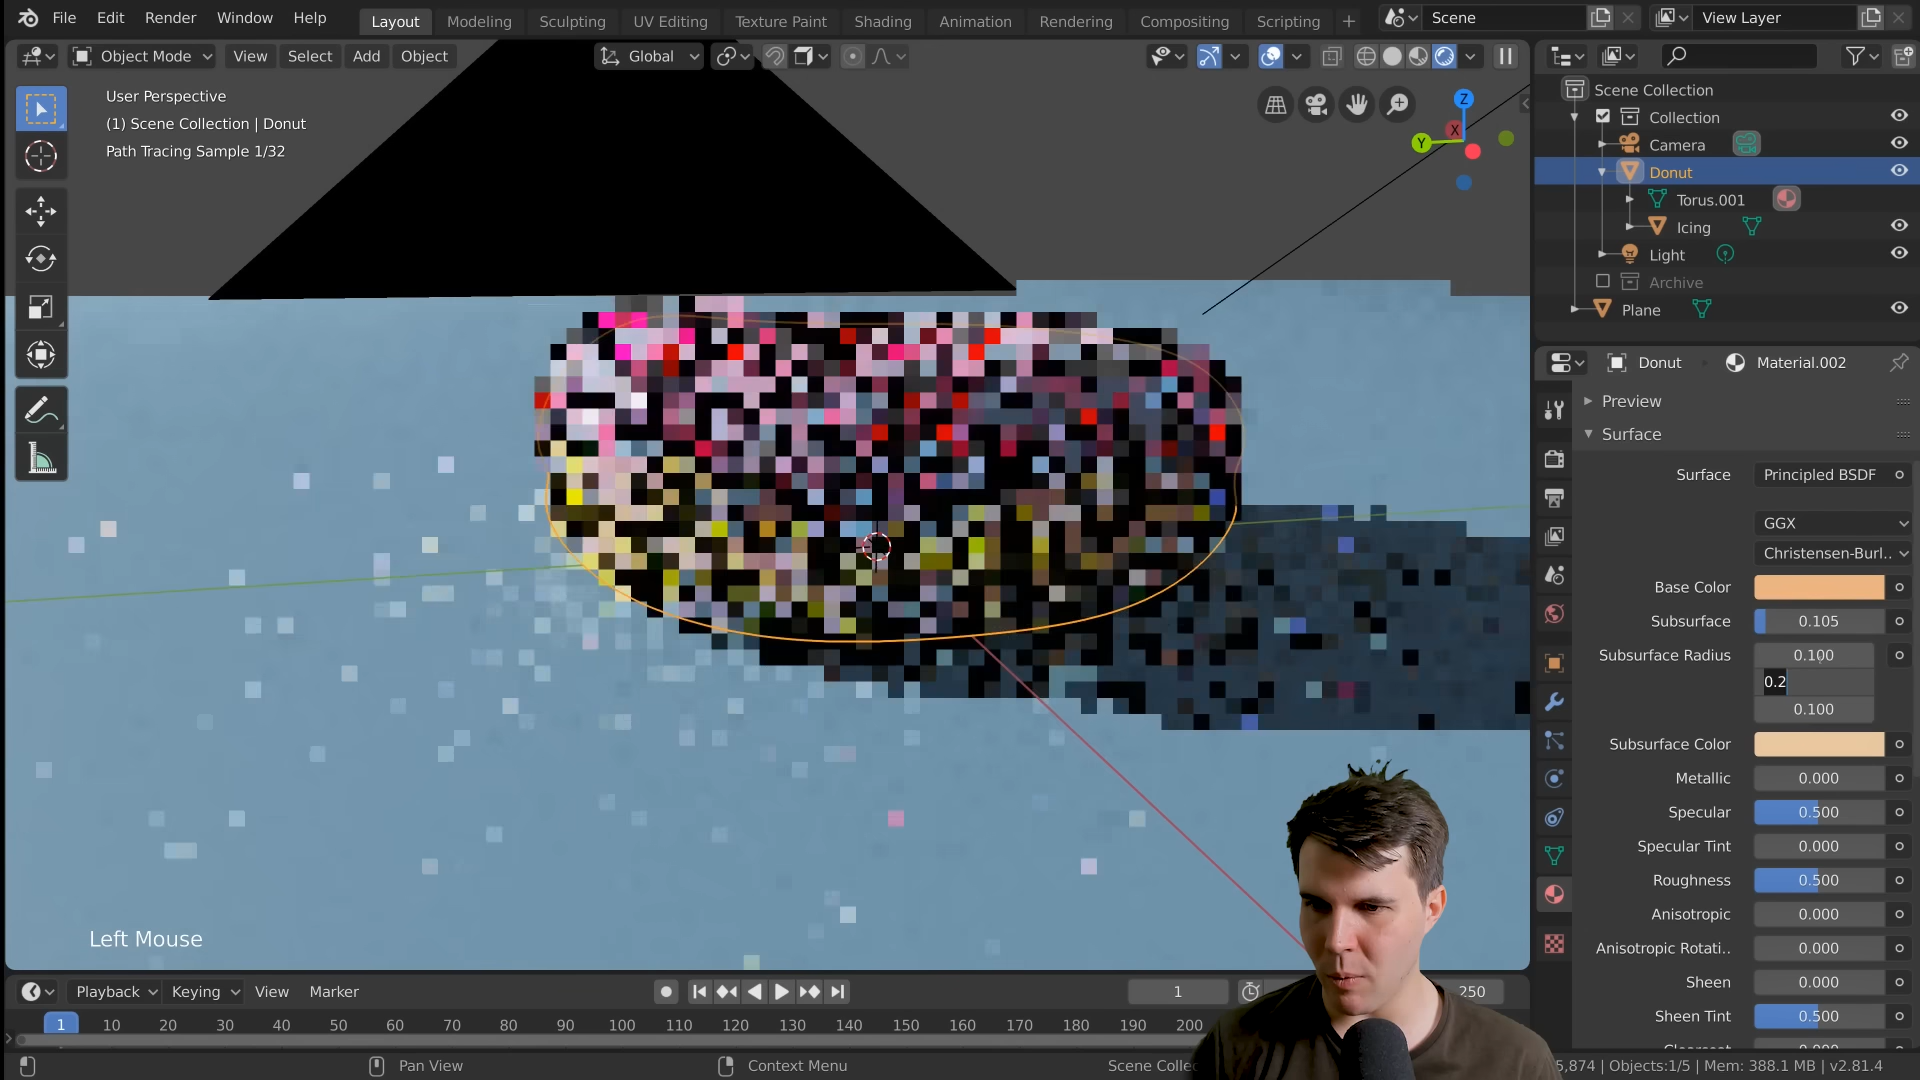 File Edit Render Window Help
Layout Modeling Sculpting UV Editing Texture Paint Shading Animation Rendering Compositing Scripting +
Scene
View Layer
Object Mode View Select Add Object
Global
User Perspective
(1) Scene Collection | Donut
Path Tracing Sample 1/32
Z
X
Y
Scene Collection
Collection
Camera
Donut
Torus.001
Icing
Light
Archive
Plane
Donut Material.002
Preview
Surface
Surface Principled BSDF
GGX
Christensen-Burl..
Base Color
Subsurface 0.105
Subsurface Radius 0.100
0.2
0.100
Subsurface Color
Metallic 0.000
Specular 0.500
Specular Tint 0.000
Roughness 0.500
Anisotropic 0.000
Anisotropic Rotati.. 0.000
Sheen 0.000
Sheen Tint 0.500
Left Mouse
Playback Keying View Marker
1
250
1 10 20 30 40 50 60 70 80 90 100 110 120 130 140 150 160 170 180 190 200
Pan View
Context Menu
Scene Collec
5,874 | Objects:1/5 | Mem: 388.1 MB | v2.81.4